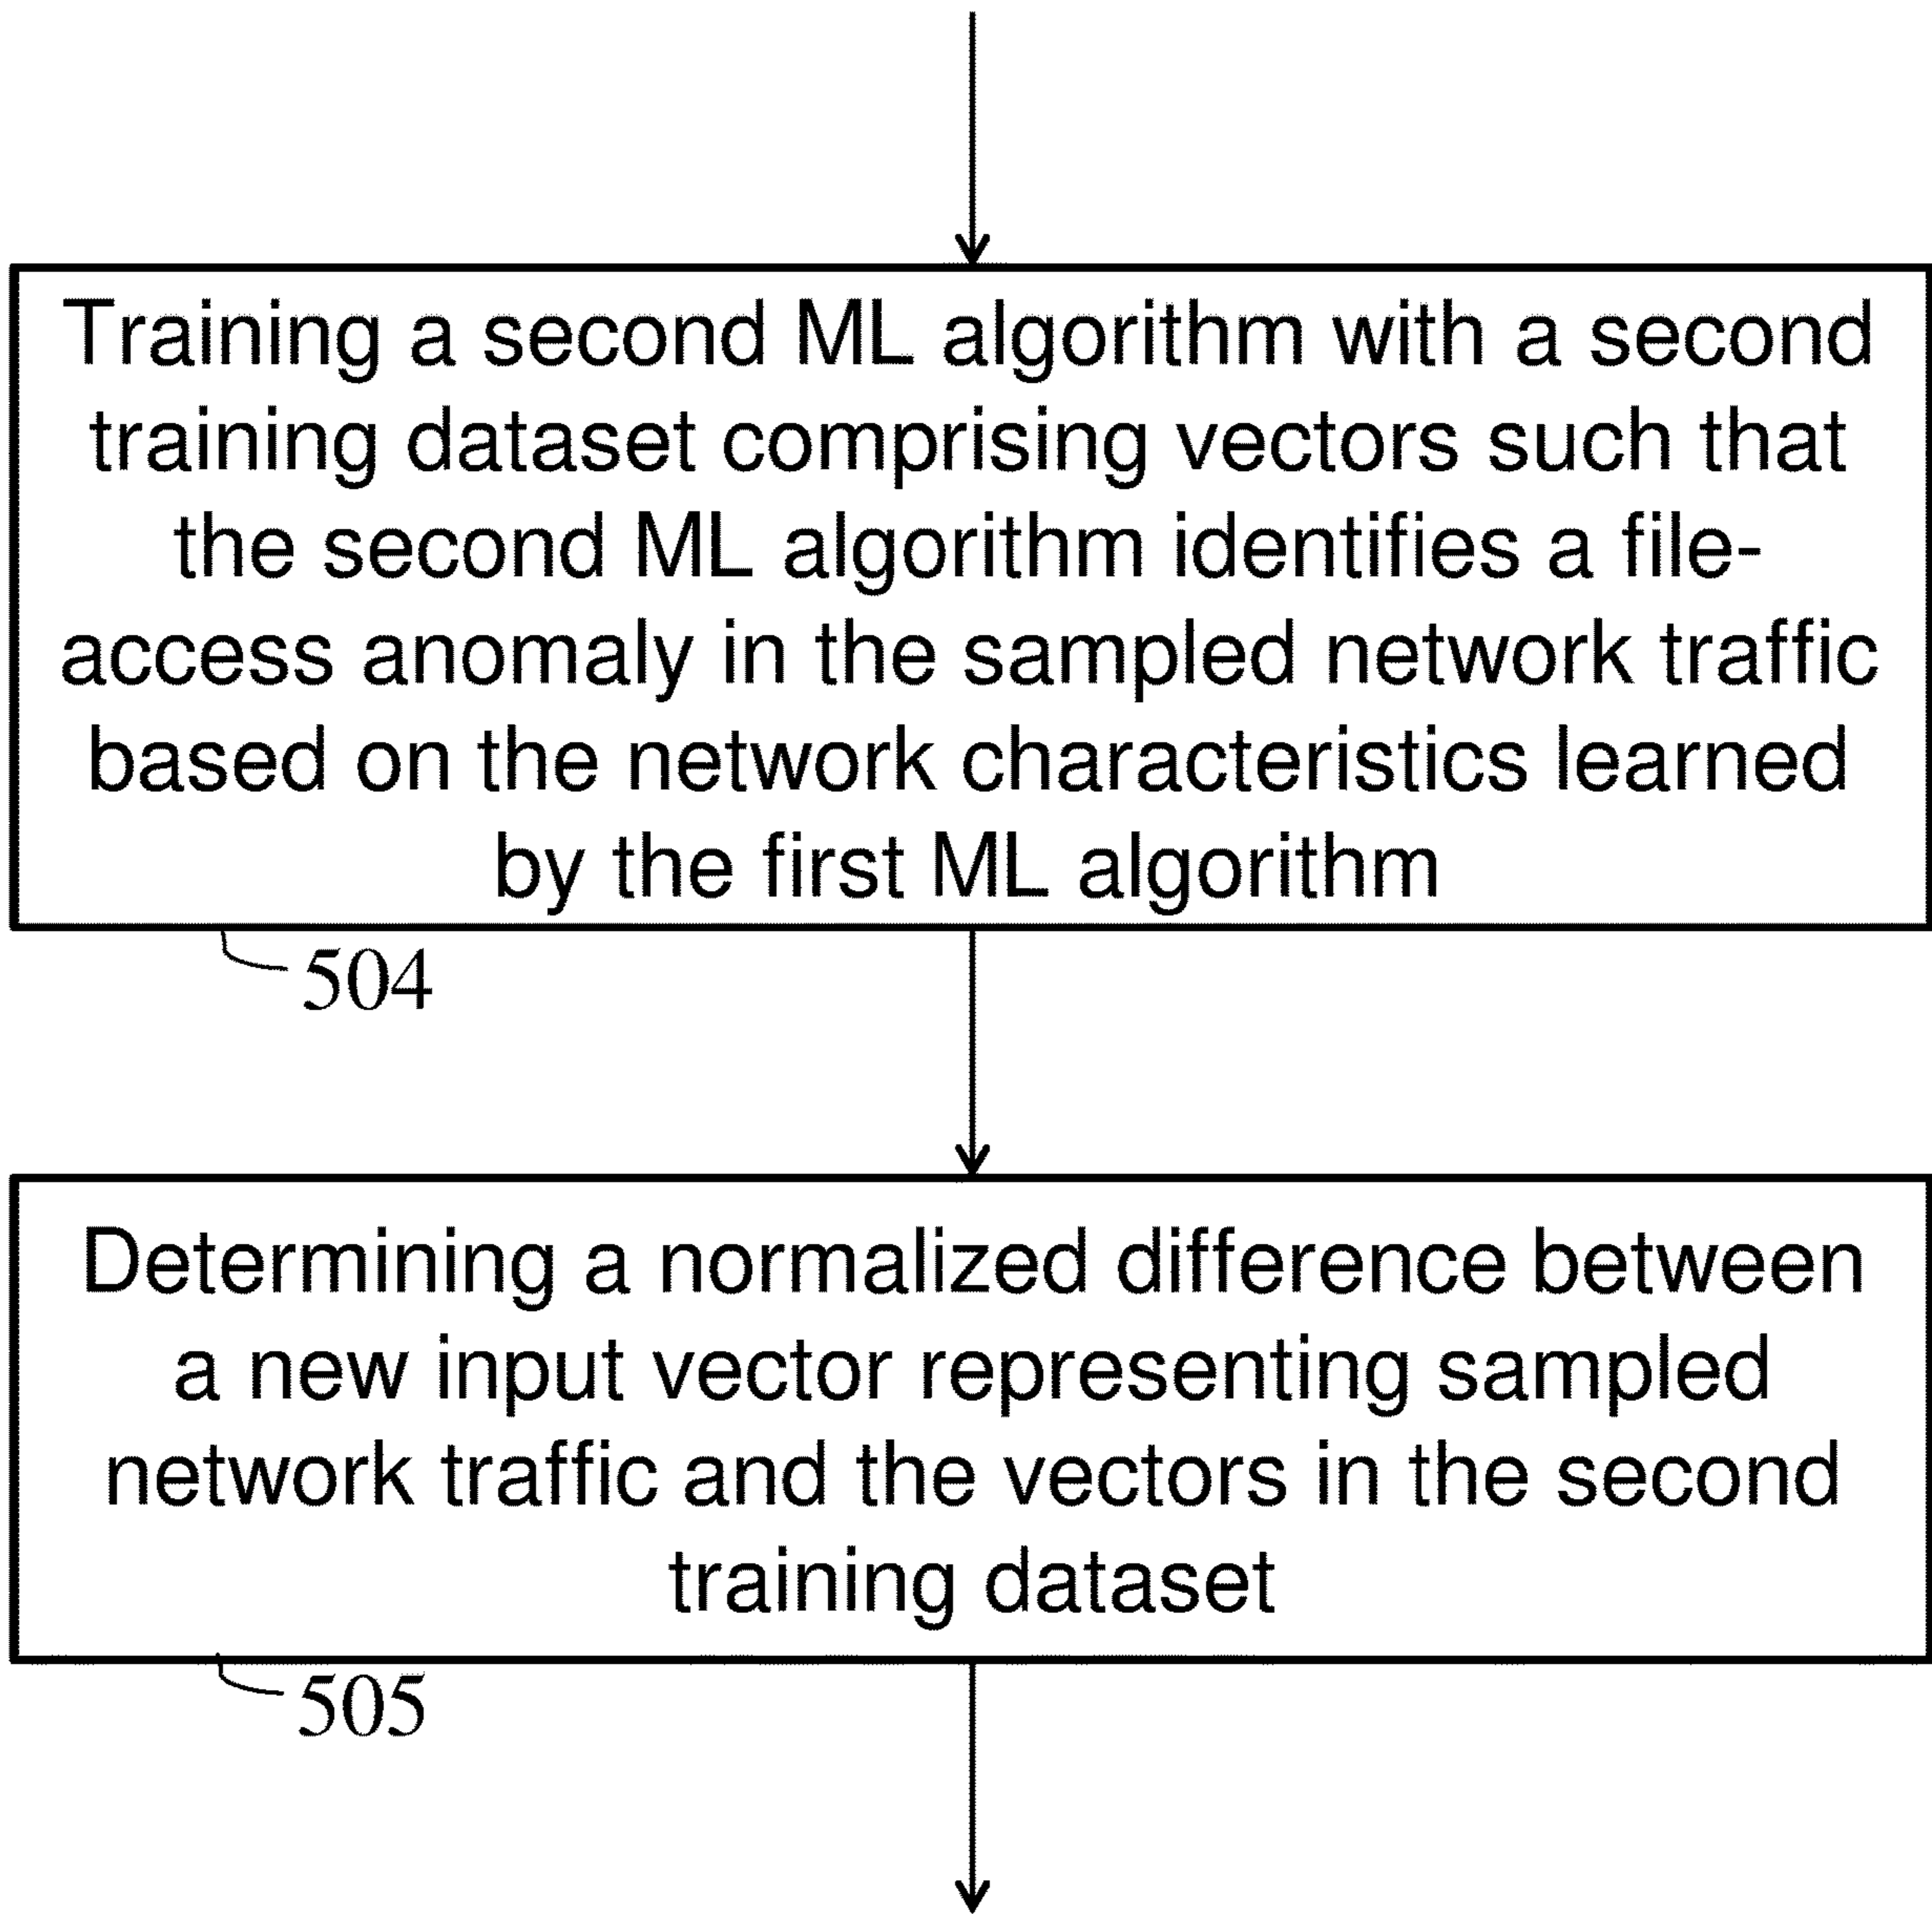 Training a second ML algorithm with a second
training dataset comprising vectors such that
the second ML algorithm identifies a file-
access anomaly in the sampled network traffic
based on the network characteristics learned
by the first ML algorithm
504
Determining a normalized difference between
a new input vector representing sampled
network traffic and the vectors in the second
training dataset
505